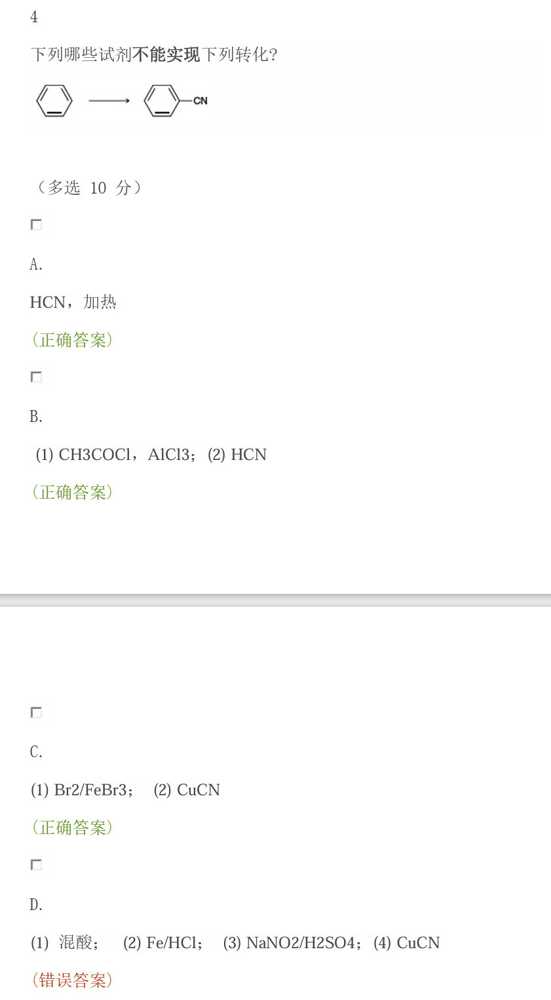 4
下列哪些试剂不能实现下列转化?
CN
（多选 10 分）
A.
HCN，加热
(正确答案)
B.
(1) CH3COCl，AlCl3；(2) HCN
(正确答案)
C.
(1) Br2/FeBr3； (2) CuCN
(正确答案)
D.
(1) 混酸； (2) Fe/HCl； (3) NaNO2/H2SO4；(4) CuCN
(错误答案)